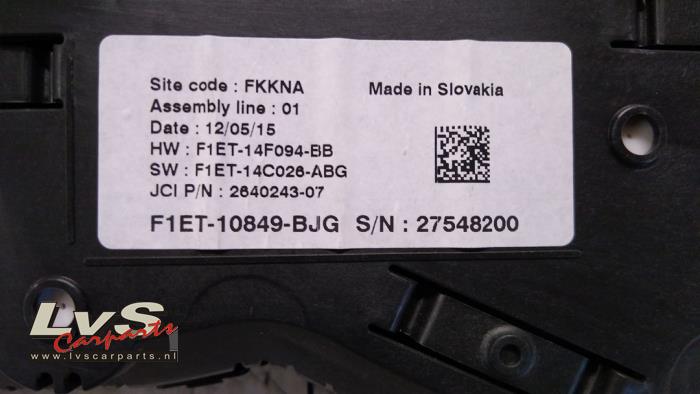 Site code : FKKNA
Made in Slovakia
Assembly line : 01
Date : 12/05/15
HW : F1ET-14F094-BB
SW : F1ET-14C026-ABG
JCI P/N : 2640243-07
F1ET-10849-BJG S/N : 27548200
LvS
Carparts
www.lvscarparts.nl